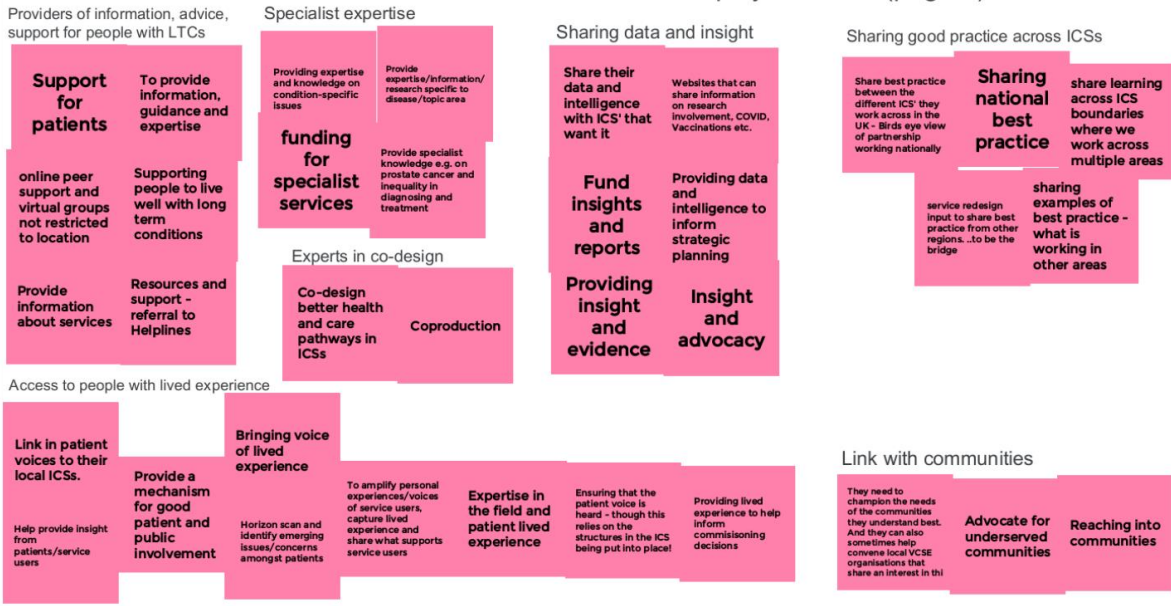 Providers of information, advice,
support for people with LTCs
Support
for
patients
To provide
information,
guidance and
expertise
online peer
support and
virtual groups
not restricted
to location
Supporting
people to live
well with long
term
conditions
Provide
information
about services
Resources and
support -
referral to
Helplines
Specialist expertise
Providing expertise
and knowledge on
condition-specific
issues
Provide
expertise/information/
research specific to
disease/topic area
funding
for
specialist
services
Provide specialist
knowledge e.g. on
prostate cancer and
inequality in
diagnosing and
treatment
Experts in co-design
Co-design
better health
and care
pathways in
ICSs
Coproduction
Sharing data and insight
Share their
data and
intelligence
with ICS' that
want it
Websites that can
share information
on research
involvement, COVID,
Vaccinations etc.
Fund
insights
and
reports
Providing data
and
intelligence to
inform
strategic
planning
Providing
insight
and
evidence
Insight
and
advocacy
Sharing good practice across ICSs
Share best practice
between the
different ICS' they
work across in the
UK - Birds eye view
of partnership
working nationally
Sharing
national
best
practice
share learning
across ICS
boundaries
where we
work across
multiple areas
service redesign
input to share best
practice from other
regions. ..to be the
bridge
sharing
examples of
best practice -
what is
working in
other areas
Access to people with lived experience
Link in patient
voices to their
local ICSs.
Help provide insight
from
patients/service
users
Provide a
mechanism
for good
patient and
public
involvement
Bringing voice
of lived
experience
Horizon scan and
identify emerging
issues/concerns
amongst patients
To amplify personal
experiences/voices
of service users,
capture lived
experience and
share what supports
service users
Expertise in
the field and
patient lived
experience
Ensuring that the
patient voice is
heard - though this
relies on the
structures in the ICS
being put into place!
Providing lived
experience to help
inform
commisisoning
decisions
Link with communities
They need to
champion the needs
of the communities
they understand best.
And they can also
sometimes help
convene local VCSE
organisations that
share an interest in thi
Advocate for
underserved
communities
Reaching into
communities